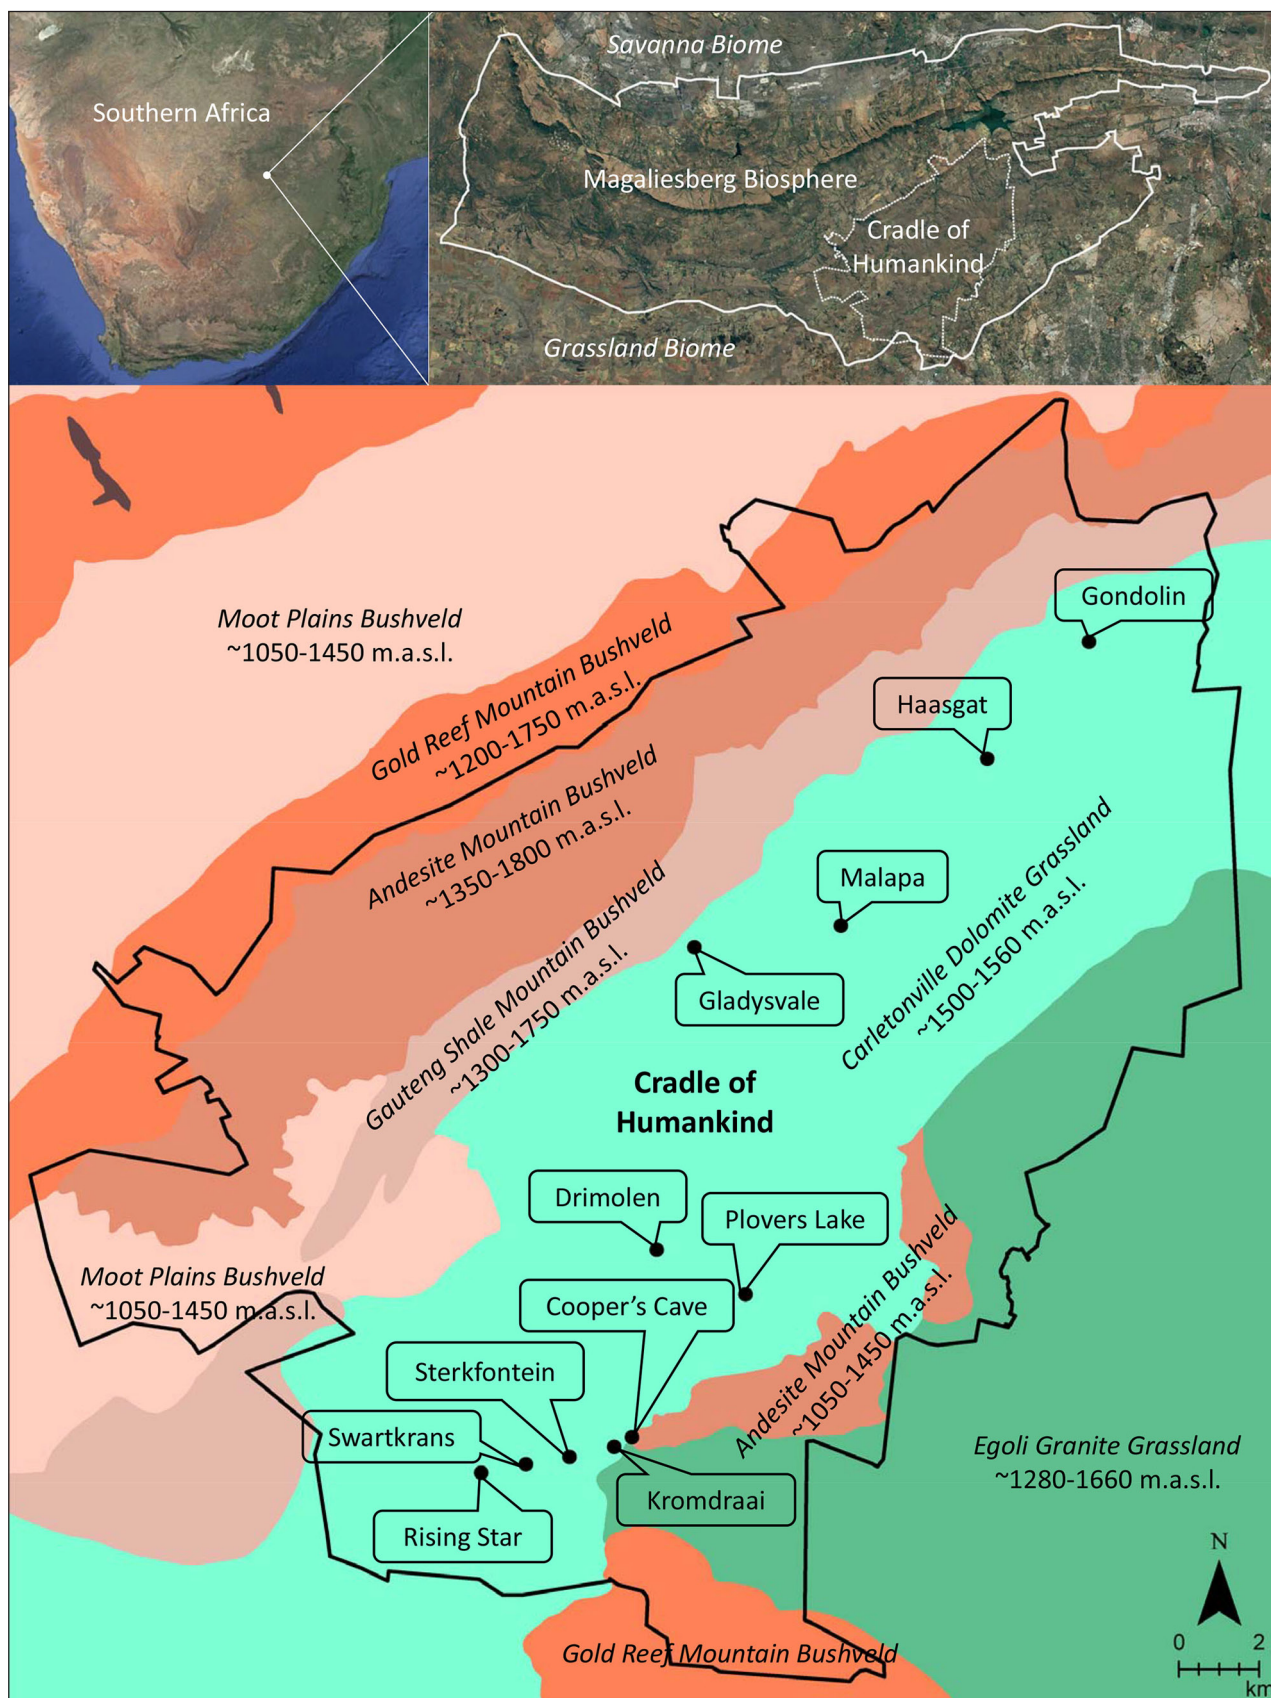 Southern Africa
Savanna Biome
Magaliesberg Biosphere
Cradle of
Humankind
Grassland Biome
Gondolin
Moot Plains Bushveld
~1050-1450 m.a.s.l.
Gold Reef Mountain Bushveld
~1200-1750 m.a.s.l.
Haasgat
Andesite Mountain Bushveld
~1350-1800 m.a.s.l.
Malapa
Carletonville Dolomite Grassland
~1500-1560 m.a.s.l.
Gauteng Shale Mountain Bushveld
~1300-1750 m.a.s.l.
Gladysvale
Cradle of
Humankind
Drimolen
Plovers Lake
Moot Plains Bushveld
~1050-1450 m.a.s.l.
Cooper’s Cave
Andesite Mountain Bushveld
~1050-1450 m.a.s.l.
Sterkfontein
Swartkrans
Egoli Granite Grassland
~1280-1660 m.a.s.l.
Kromdraai
Rising Star
Gold Reef Mountain Bushveld
N
0 2
km